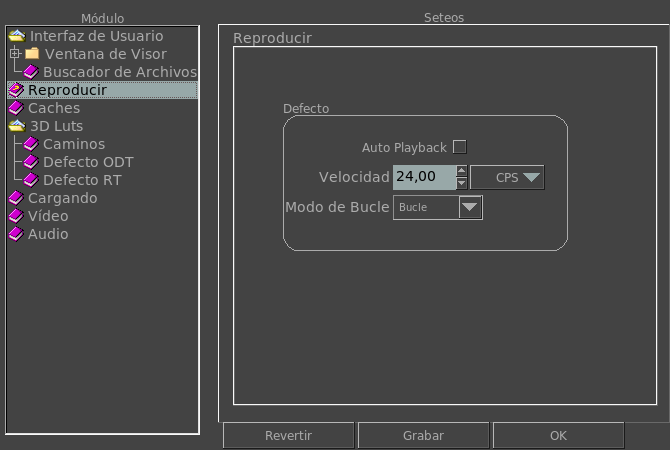 Módulo
Interfaz de Usuario
Ventana de Visor
Buscador de Archivos
Reproducir
Caches
3D Luts
Caminos
Defecto ODT
Defecto RT
Cargando
Vídeo
Audio
Seteos
Reproducir
Defecto
Auto Playback
Velocidad 24,00 CPS
Modo de Bucle Bucle
Revertir Grabar OK